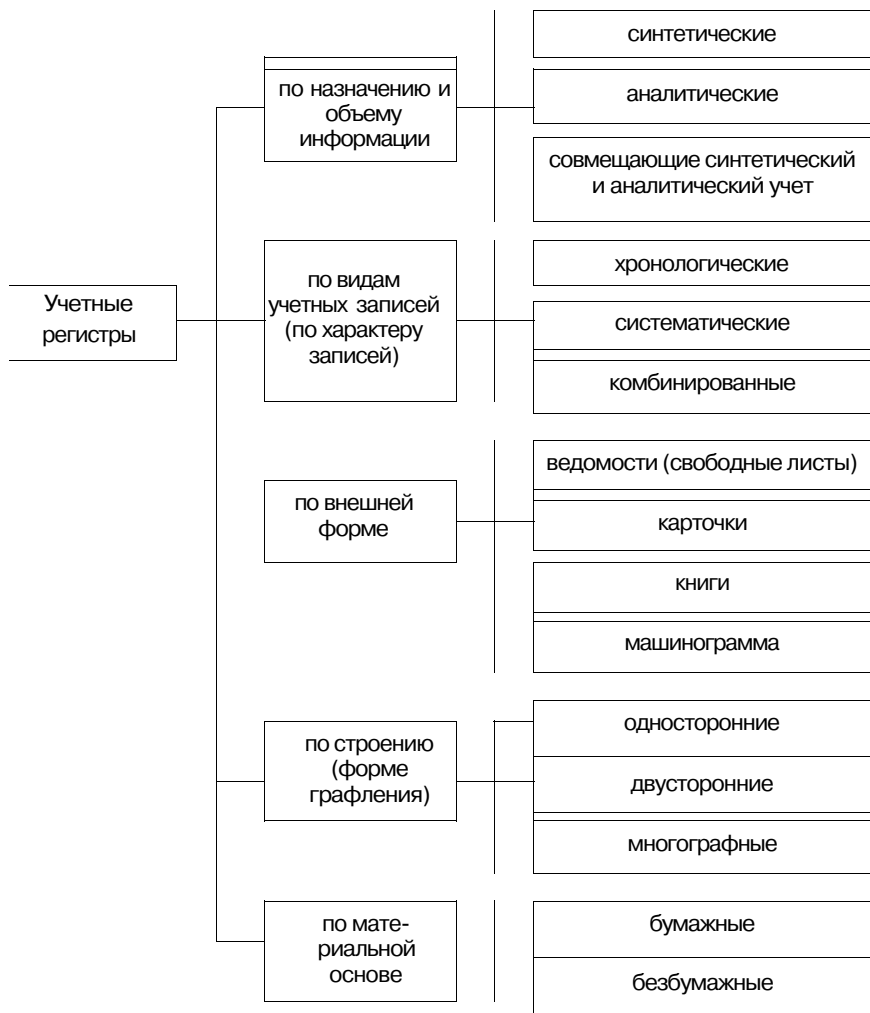 Учетные
регистры
по назначению и
объему
информации
синтетические
аналитические
совмещающие синтетический
и аналитический учет
по видам
учетных записей
(по характеру
записей)
хронологические
систематические
комбинированные
по внешней
форме
ведомости (свободные листы)
карточки
книги
машинограмма
по строению
(форме
графления)
односторонние
двусторонние
многографные
по мате-
риальной
основе
бумажные
безбумажные